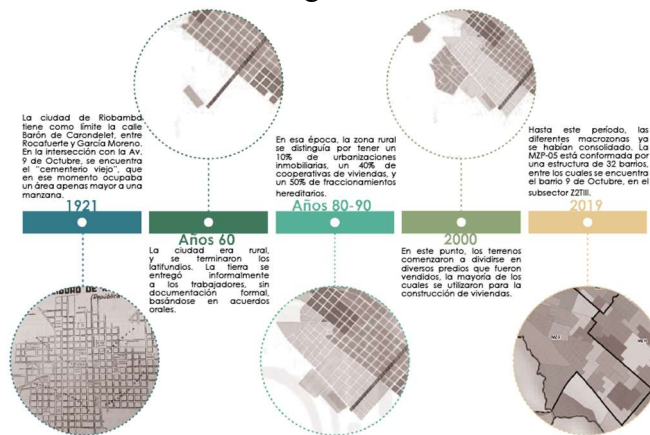 La ciudad de Riobamba
tiene como límite la calle
Barón de Carondelet, entre
Rocafuerte y García Moreno.
En la intersección con la Av.
9 de Octubre, se encuentra
el "cementerio viejo", que
en ese momento ocupaba
un área apenas mayor a una
manzana.
1921
Años 60
La ciudad era rural,
y se terminaron los
latifundios. La tierra se
entregó informalmente
a los trabajadores, sin
documentación formal,
basándose en acuerdos
orales.
En esa época, la zona rural
se distinguía por tener un
10% de urbanizaciones
inmobiliarias, un 40% de
cooperativas de viviendas, y
un 50% de fraccionamientos
hereditarios.
Años 80-90
2000
En este punto, los terrenos
comenzaron a dividirse en
diversos predios que fueron
vendidos, la mayoría de los
cuales se utilizaron para la
construcción de viviendas.
Hasta este período, las
diferentes macrozonas ya
se habían consolidado. La
MZP-05 está conformada por
una estructura de 32 barrios,
entre los cuales se encuentra
el barrio 9 de Octubre, en el
subsector Z2TIII.
2019